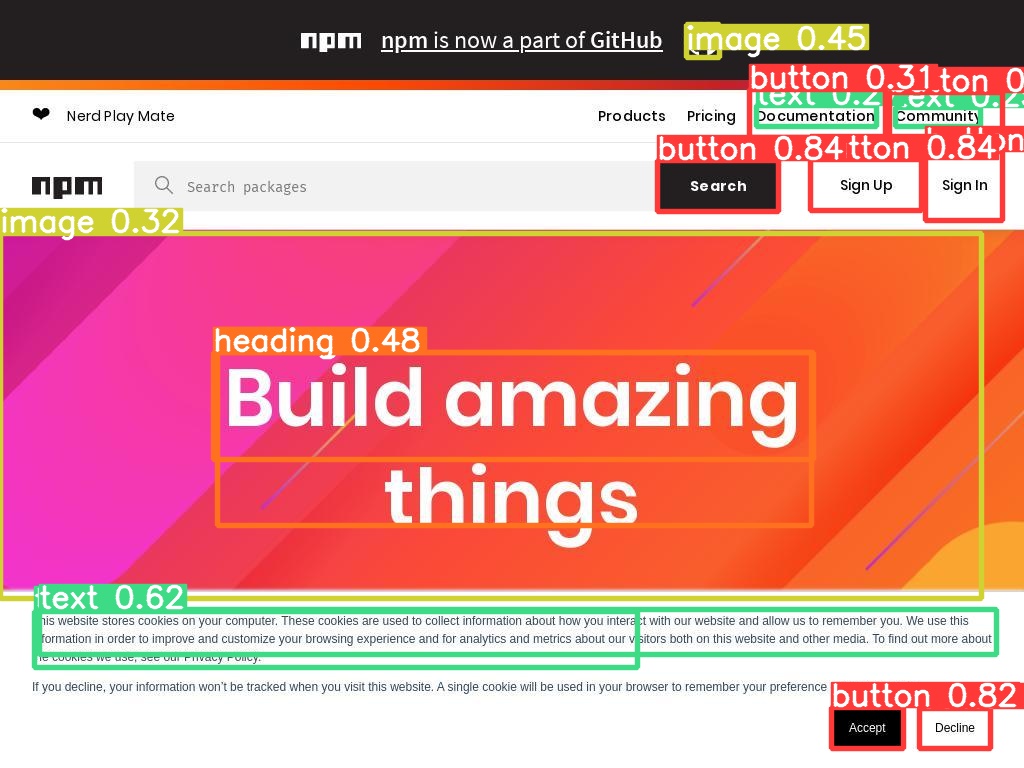 npm npm is now a part of GitHub image 0.45
button 0.31 tton 0
text 0.2 text 0.2
❤ Nerd Play Mate Products Pricing Documentation Community
button 0.84 tton 0.84
npm Search packages Search Sign Up Sign In
image 0.32
heading 0.48
Build amazing
things
text 0.62
his website stores cookies on your computer. These cookies are used to collect information about how you interact with our website and allow us to remember you. We use this
formation in order to improve and customize your browsing experience and for analytics and metrics about our visitors both on this website and other media. To find out more about
e cookies we use, see our Privacy Policy.
If you decline, your information won't be tracked when you visit this website. A single cookie will be used in your browser to remember your preference
button 0.82
Accept Decline